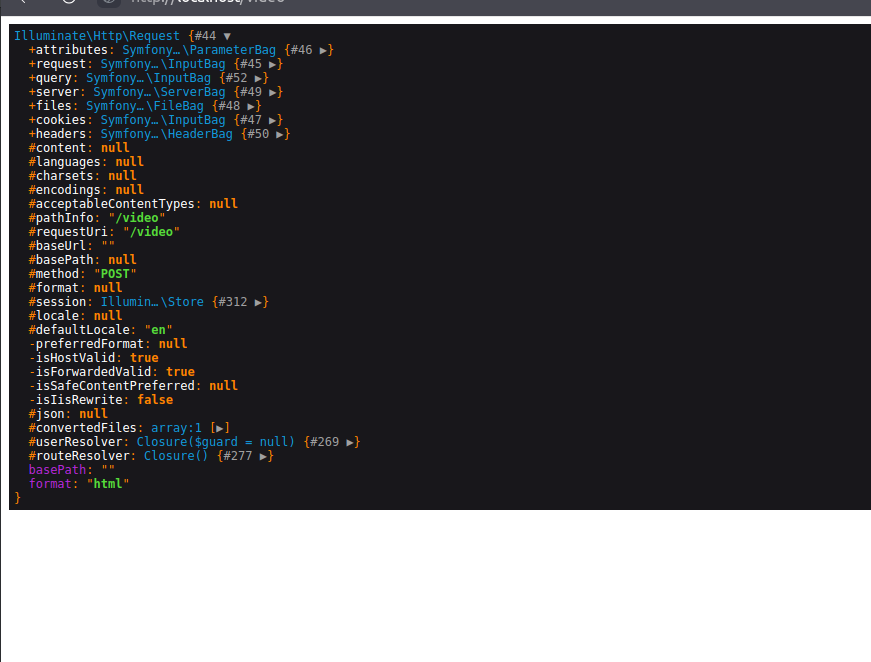 http://localhost/video
Illuminate\Http\Request {#44 ▼
+attributes: Symfony…\ParameterBag {#46 ▶}
+request: Symfony…\InputBag {#45 ▶}
+query: Symfony…\InputBag {#52 ▶}
+server: Symfony…\ServerBag {#49 ▶}
+files: Symfony…\FileBag {#48 ▶}
+cookies: Symfony…\InputBag {#47 ▶}
+headers: Symfony…\HeaderBag {#50 ▶}
#content: null
#languages: null
#charsets: null
#encodings: null
#acceptableContentTypes: null
#pathInfo: "/video"
#requestUri: "/video"
#baseUrl: ""
#basePath: null
#method: "POST"
#format: null
#session: Illumin…\Store {#312 ▶}
#locale: null
#defaultLocale: "en"
-preferredFormat: null
-isHostValid: true
-isForwardedValid: true
-isSafeContentPreferred: null
-isIisRewrite: false
#json: null
#convertedFiles: array:1 [▶]
#userResolver: Closure($guard = null) {#269 ▶}
#routeResolver: Closure() {#277 ▶}
basePath: ""
format: "html"
}